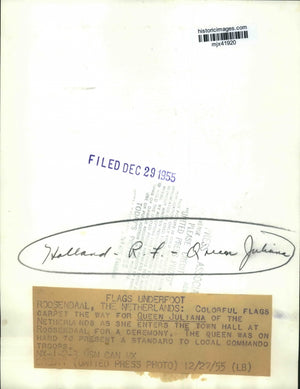 historicimages.com
mjx41920
FILED DEC 29 1955
Holland - R. F. - Queen Juliana
FLAGS UNDERFOOT
ROOSENDAAL, THE NETHERLANDS: COLORFUL FLAGS
CARPET THE WAY FOR QUEEN JULIANA OF THE
NETHERLANDS AS SHE ENTERS THE TOWN HALL AT
ROOSENDAAL FOR A CEREMONY. THE QUEEN WAS ON
HAND TO PRESENT A STANDARD TO LOCAL COMMANDO
TROOPS.
CAN MX
(UNITED PRESS PHOTO) 12/27/55 (LB)